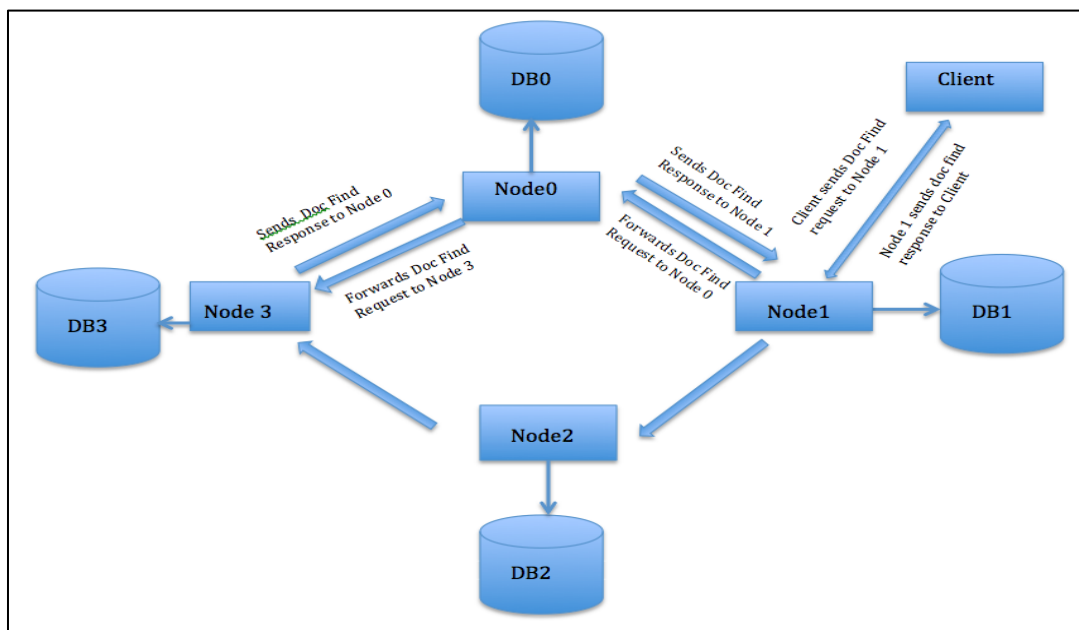 DB0
Client
Node0
Sends Doc Find
Response to Node 0
Forwards Doc Find
Request to Node 3
Sends Doc Find
Response to Node 1
Forwards Doc Find
Request to Node 0
Client sends Doc Find
request to Node 1
Node 1 sends doc find
response to Client
DB3
Node 3
Node1
DB1
Node2
DB2